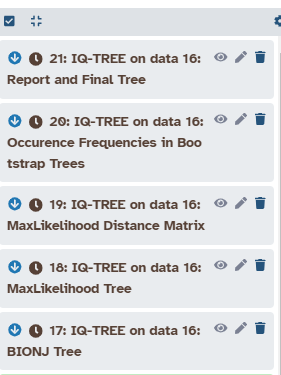 21: IQ-TREE on data 16:
Report and Final Tree
20: IQ-TREE on data 16:
Occurence Frequencies in Boo
tstrap Trees
19: IQ-TREE on data 16:
MaxLikelihood Distance Matrix
18: IQ-TREE on data 16:
MaxLikelihood Tree
17: IQ-TREE on data 16:
BIONJ Tree